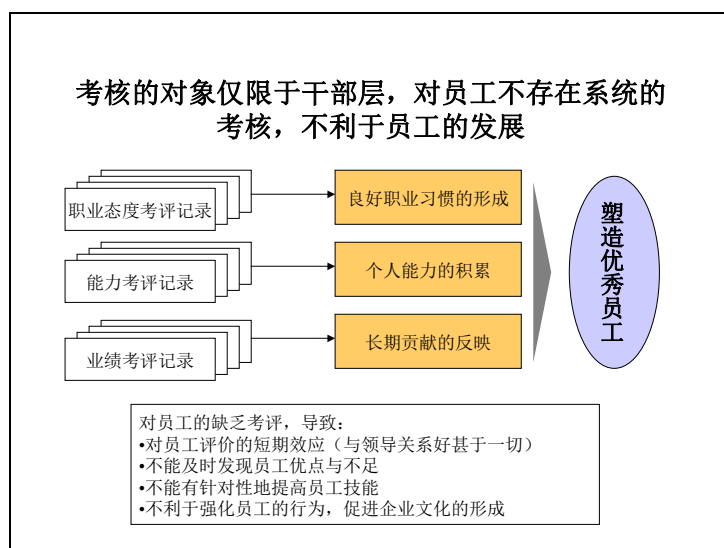 考核的对象仅限于干部层，对员工不存在系统的
考核，不利于员工的发展
职业态度考评记录
良好职业习惯的形成
能力考评记录
个人能力的积累
业绩考评记录
长期贡献的反映
塑造优秀员工
对员工的缺乏考评，导致：
•对员工评价的短期效应（与领导关系好甚于一切）
•不能及时发现员工优点与不足
•不能有针对性地提高员工技能
•不利于强化员工的行为，促进企业文化的形成